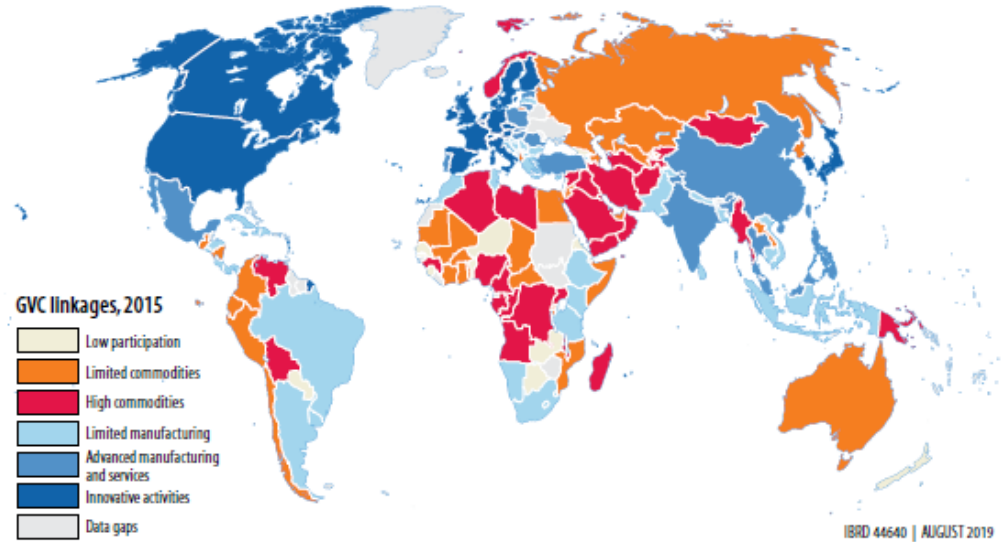 GVC linkages, 2015
Low participation
Limited commodities
High commodities
Limited manufacturing
Advanced manufacturing
and services
Innovative activities
Data gaps
IBRD 44640 | AUGUST 2019